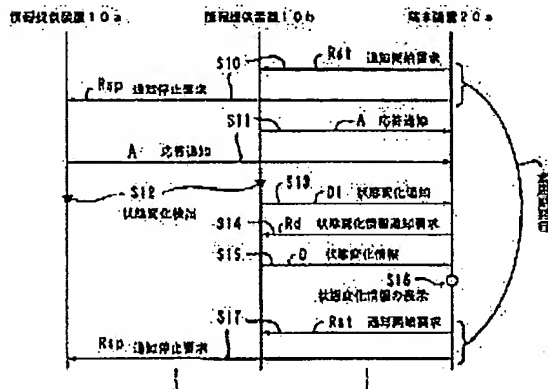 情報提供装置10a 情報提供装置10b 端末装置20a
S10 Rst 通知開始要求
Rsp 通知停止要求
S11 A 応答通知
A 応答通知
S12 状態変化検出
S13 D1 状態変化通知
S14 Rd 状態変化情報通知要求
S15 D 状態変化情報
S16
状態変化情報の表示
S17 Rst 通知開始要求
Rsp 通知停止要求